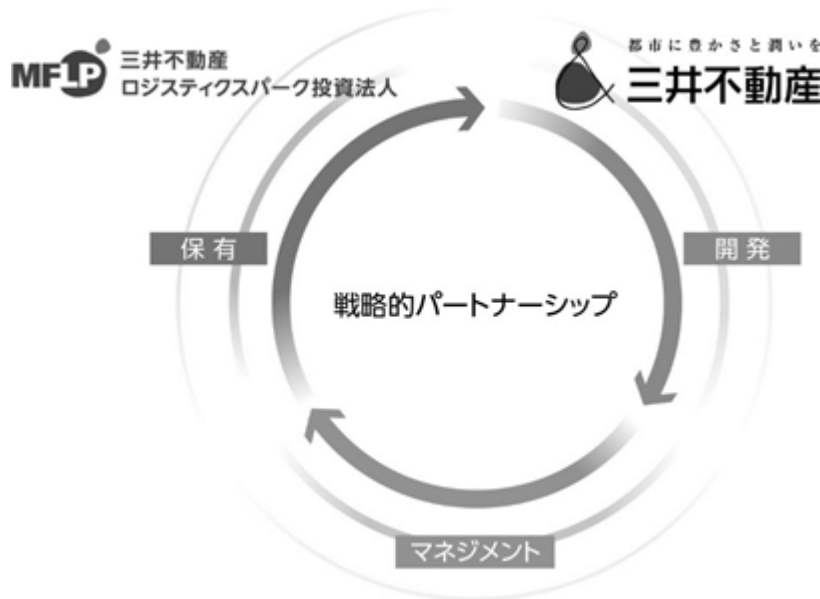 MFLP
三井不動産
ロジスティクスパーク投資法人
都市に豊かさと潤いを
三井不動産
保有
開発
戦略的パートナーシップ
マネジメント